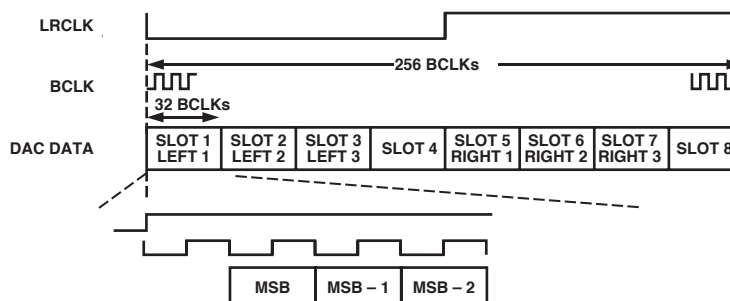 LRCLK
256 BCLKs
BCLK
32 BCLKs
DAC DATA
SLOT 1
LEFT 1
SLOT 2
LEFT 2
SLOT 3
LEFT 3
SLOT 4
SLOT 5
RIGHT 1
SLOT 6
RIGHT 2
SLOT 7
RIGHT 3
SLOT 8
MSB
MSB – 1
MSB – 2